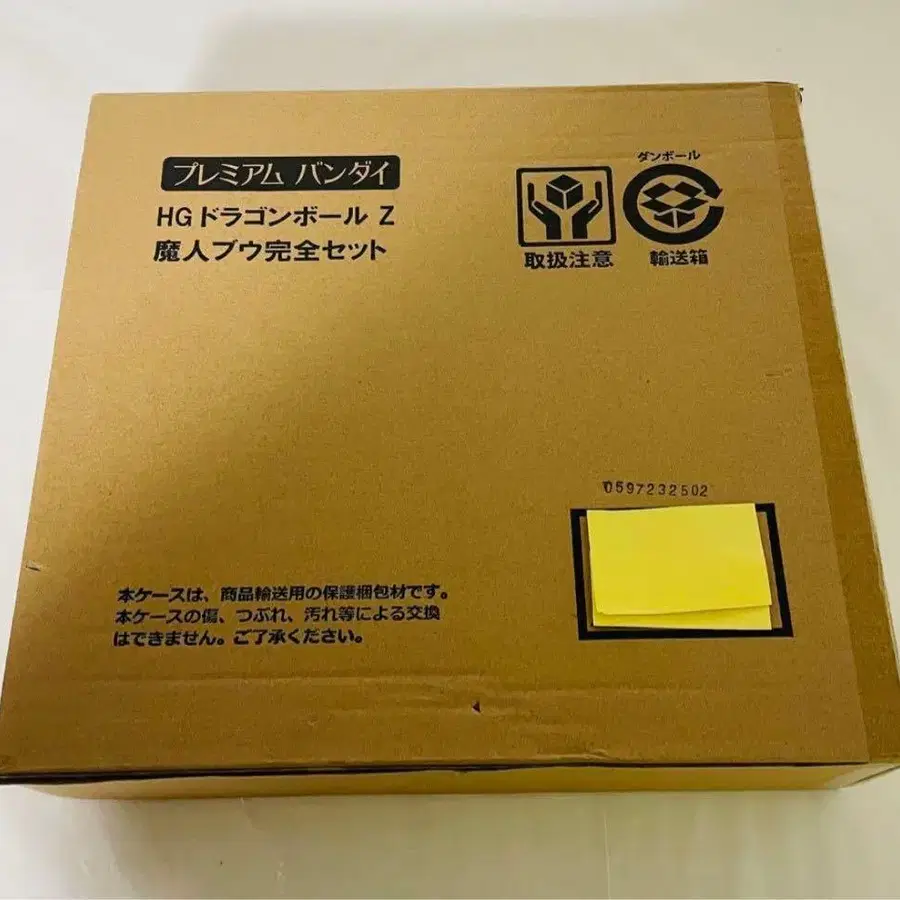 プレミアム バンダイ
HG ドラゴンボール Z
魔人ブウ完全セット
取扱注意
ダンボール
輸送箱
0597232502
本ケースは、商品輸送用の保護梱包材です。
本ケースの傷、つぶれ、汚れ等による交換
はできません。ご了承ください。